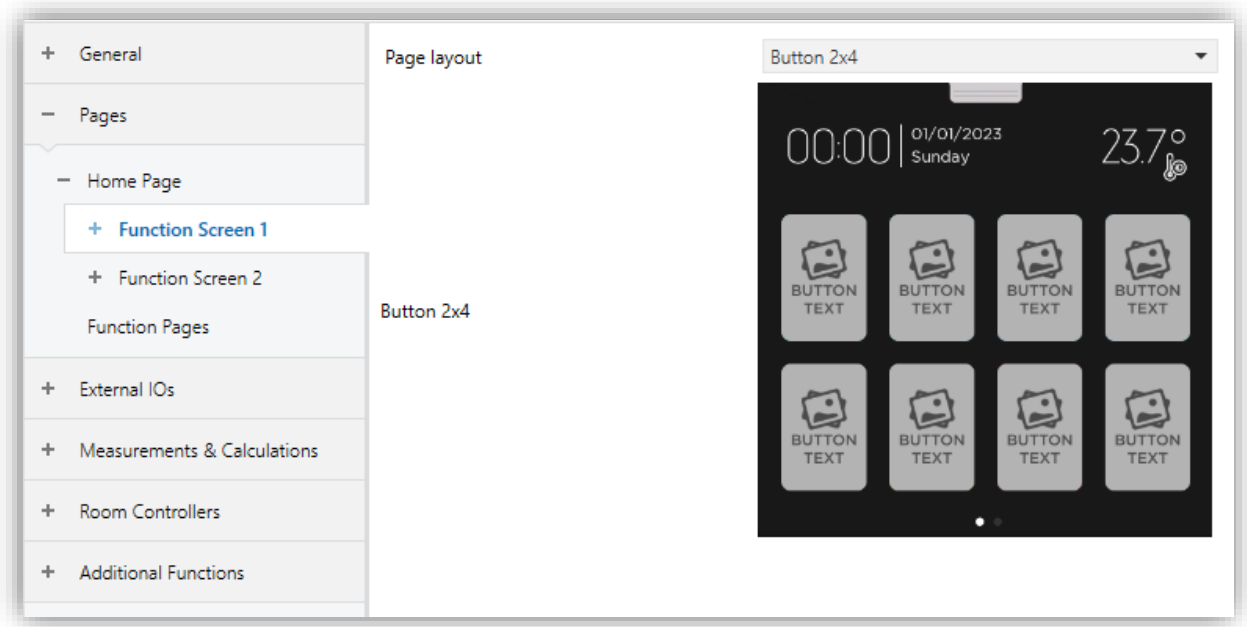 General
Pages
Home Page
Function Screen 1
Function Screen 2
Function Pages
External IOs
Measurements & Calculations
Room Controllers
Additional Functions
Page layout
Button 2x4
Button 2x4
00:00
01/01/2023
Sunday
23.7°
BUTTON
TEXT
BUTTON
TEXT
BUTTON
TEXT
BUTTON
TEXT
BUTTON
TEXT
BUTTON
TEXT
BUTTON
TEXT
BUTTON
TEXT